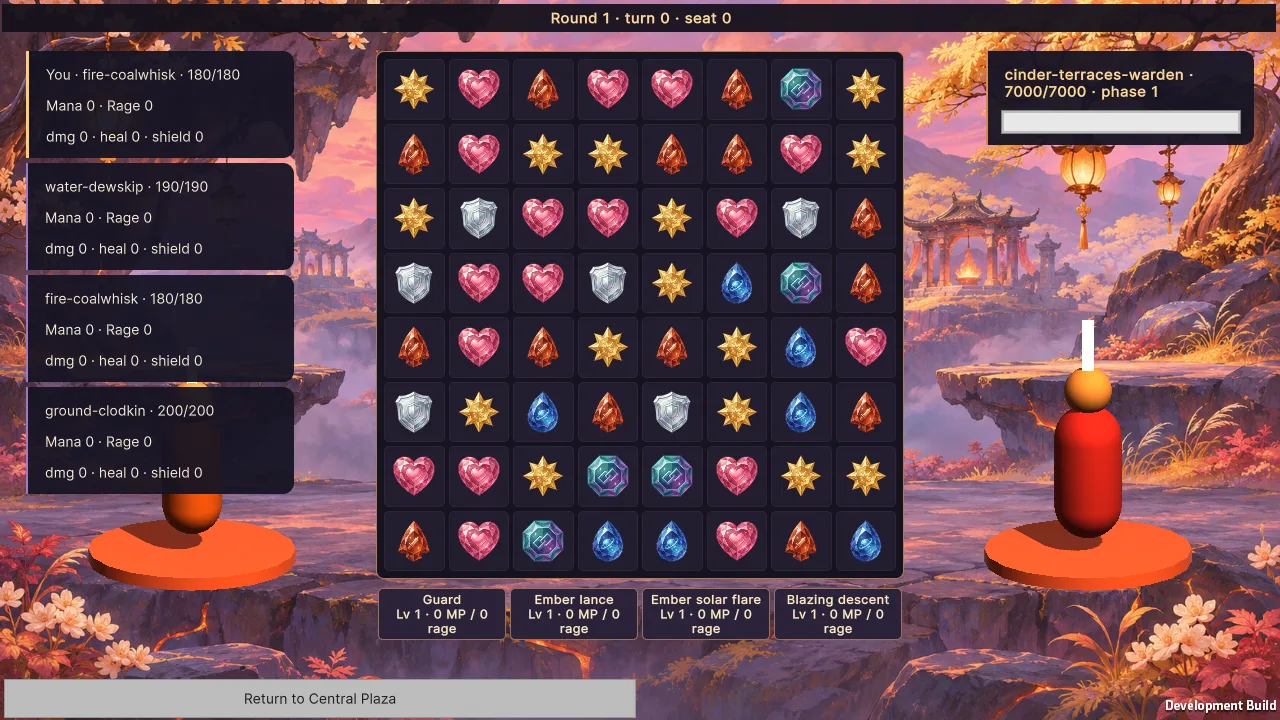 Round 1 · turn 0 · seat 0
You · fire-coalwhisk · 180/180
Mana 0 · Rage 0
dmg 0 · heal 0 · shield 0
water-dewskip · 190/190
Mana 0 · Rage 0
dmg 0 · heal 0 · shield 0
fire-coalwhisk · 180/180
Mana 0 · Rage 0
dmg 0 · heal 0 · shield 0
ground-clodkin · 200/200
Mana 0 · Rage 0
dmg 0 · heal 0 · shield 0
cinder-terraces-warden ·
7000/7000 · phase 1
Guard
Lv 1 · 0 MP / 0
rage
Ember lance
Lv 1 · 0 MP / 0
rage
Ember solar flare
Lv 1 · 0 MP / 0
rage
Blazing descent
Lv 1 · 0 MP / 0
rage
Return to Central Plaza
Development Build